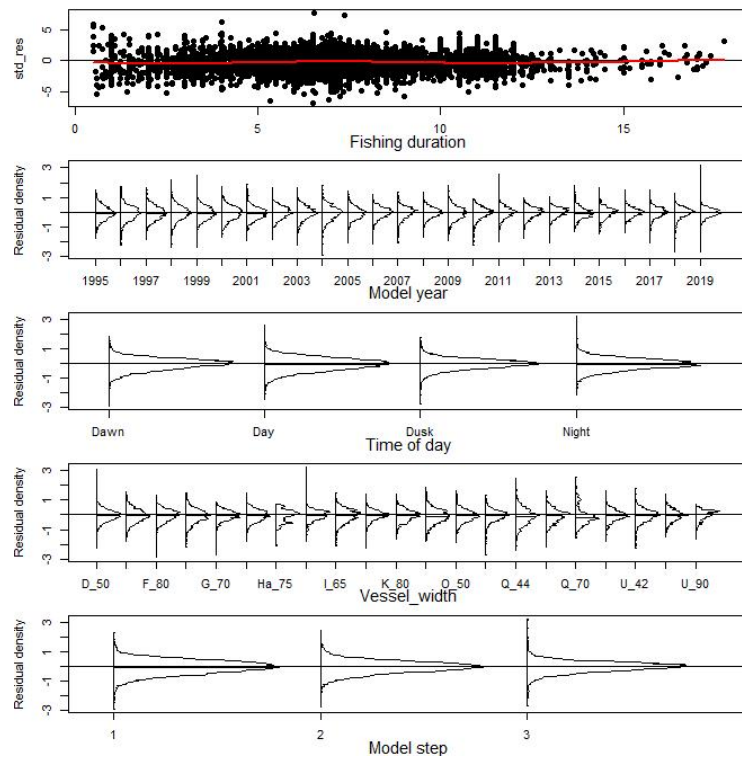 std_res
5
0
-5
0 5 10 15
Fishing duration
Residual density
3
1
-1
-3
1995 1997 1999 2001 2003 2005 2007 2009 2011 2013 2015 2017 2019
Model year
Residual density
3
1
-1
-3
Dawn Day Dusk Night
Time of day
Residual density
3
1
-1
-3
D_50 F_80 G_70 Ha_75 I_65 K_80 O_50 Q_44 Q_70 U_42 U_90
Vessel_width
Residual density
3
1
-1
-3
1 2 3
Model step